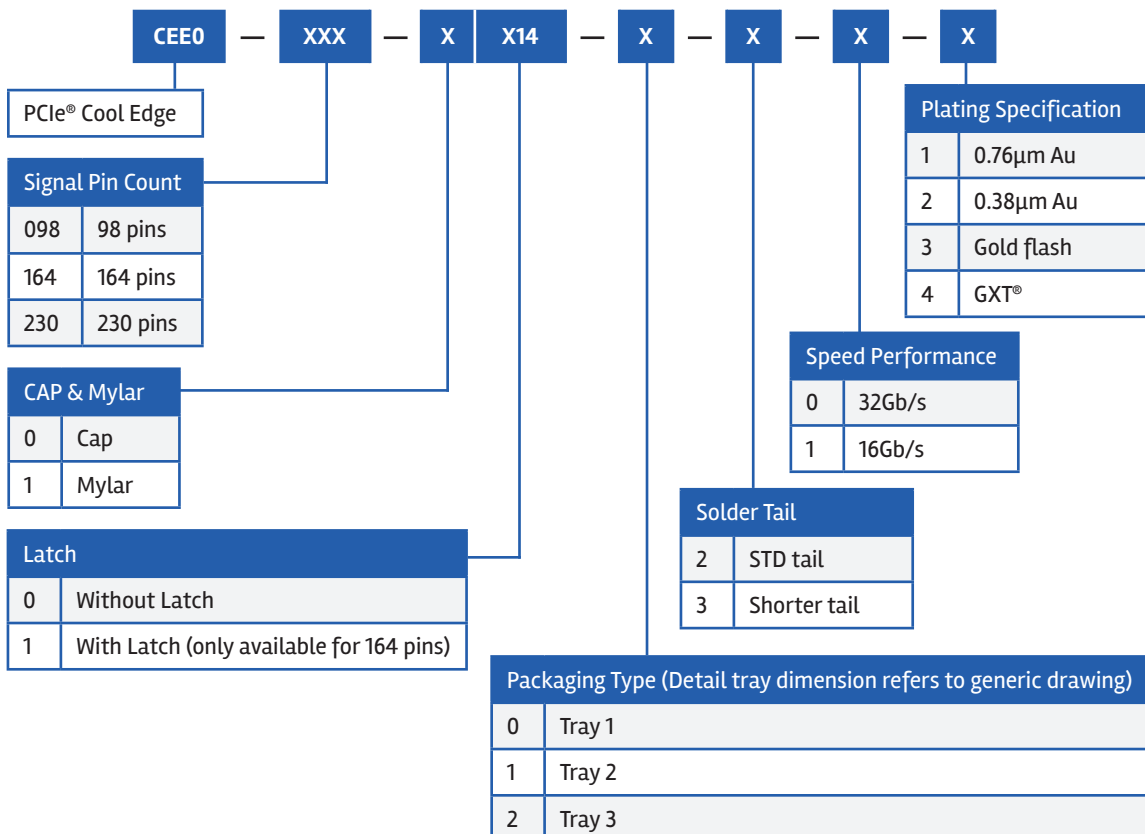 CEE0 — XXX — X X14 — X — X — X — X
PCIe® Cool Edge
Signal Pin Count
098 98 pins
164 164 pins
230 230 pins
CAP & Mylar
0 Cap
1 Mylar
Latch
0 Without Latch
1 With Latch (only available for 164 pins)
Packaging Type (Detail tray dimension refers to generic drawing)
0 Tray 1
1 Tray 2
2 Tray 3
Solder Tail
2 STD tail
3 Shorter tail
Speed Performance
0 32Gb/s
1 16Gb/s
Plating Specification
1 0.76µm Au
2 0.38µm Au
3 Gold flash
4 GXT®